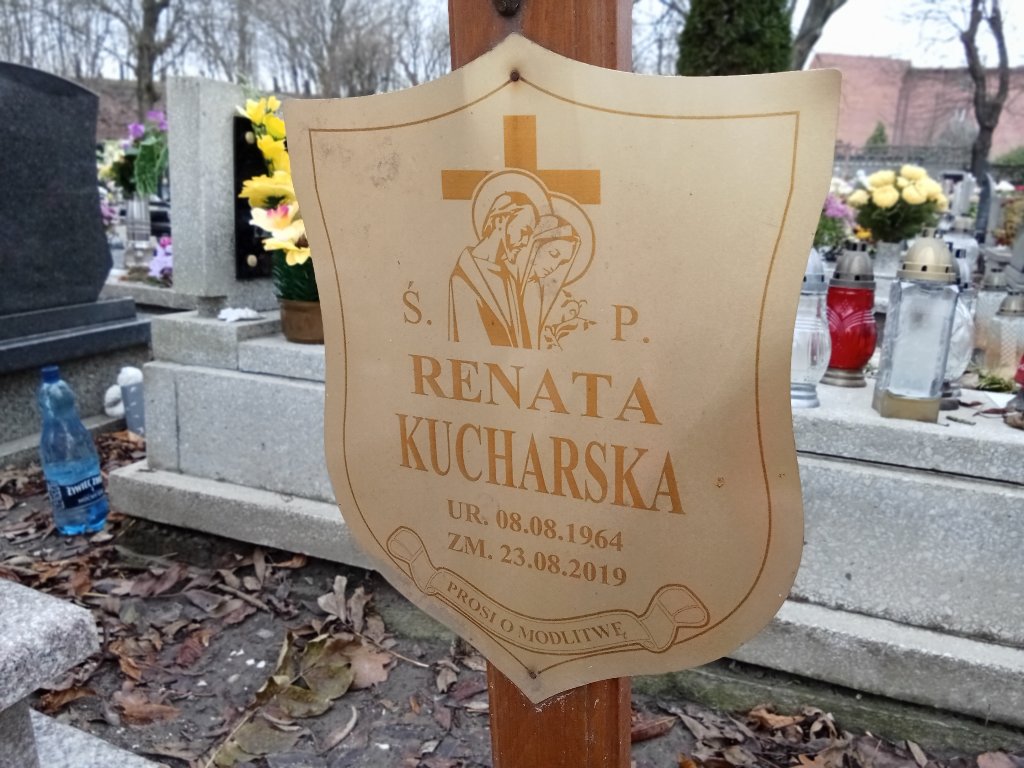 Ś. P.
RENATA
KUCHARSKA
UR. 08.08.1964
ZM. 23.08.2019
PROSI O MODLITWĘ